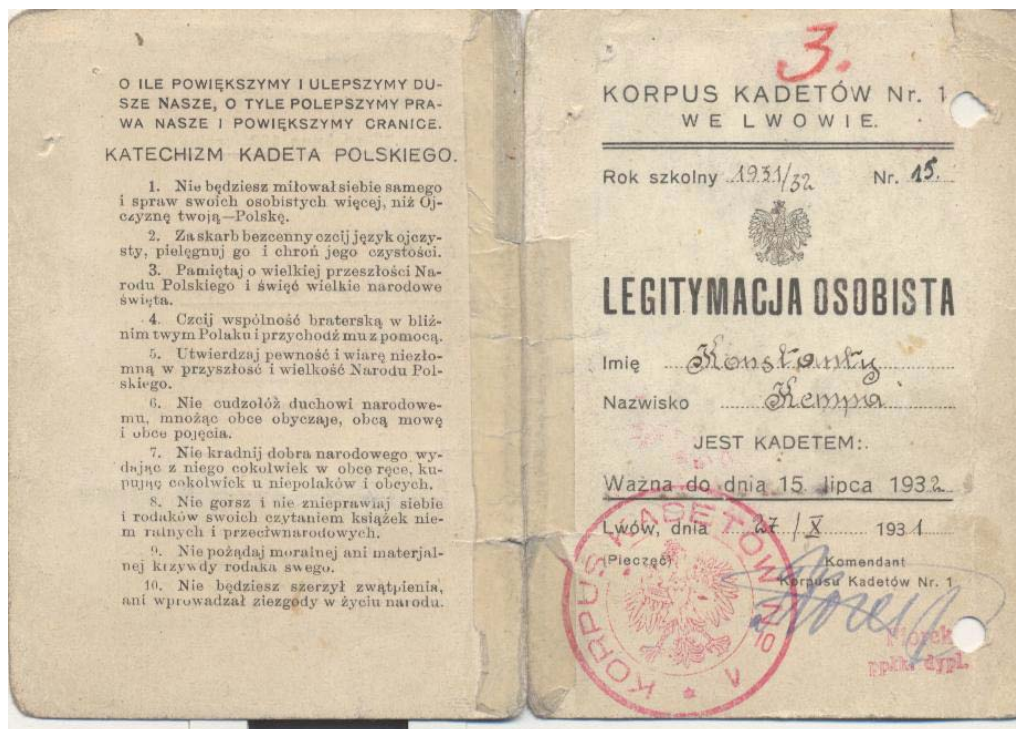 O ILE POWIĘKSZYMY I ULEPSZYMY DU-
SZE NASZE, O TYLE POLEPSZYMY PRA-
WA NASZE I POWIĘKSZYMY GRANICE.
KATECHIZM KADETA POLSKIEGO.
1. Nie będziesz miłował siebie samego
i spraw swoich osobistych więcej, niż Oj-
czyznę twoją—Polskę.
2. Za skarb bezcenny czcij język ojczy-
sty, pielęgnuj go i chroń jego czystości.
3. Pamiętaj o wielkiej przeszłości Na-
rodu Polskiego i święć wielkie narodowe
święta.
4. Czcij wspólność braterską w bliź-
nim twym Polaku i przychodź mu z pomocą.
5. Utwierdzaj pewność i wiarę niezło-
mną w przyszłość i wielkość Narodu Pol-
skiego.
6. Nie cudzołóż duchowi narodowe-
mu, mnożąc obce obyczaje, obcą mowę
i obce pojęcia.
7. Nie kradnij dobra narodowego wy-
dając z niego cokolwiek w obce ręce, ku-
pując cokolwiek u niepolaków i obcych.
8. Nie gorsz i nie znieprawiaj siebie
i rodaków swoich czytaniem książek nie-
m ralnych i przeciwnarodowych.
9. Nie pożądaj moralnej ani materjal-
nej krzywdy rodaka swego.
10. Nie będziesz szerzył zwątpienia,
ani wprowadzał niezgody w życiu narodu.
3.
KORPUS KADETÓW Nr. 1
WE LWOWIE.
Rok szkolny 1931/32 Nr. 15.
LEGITYMACJA OSOBISTA
Imię Konstanty
Nazwisko Kempa
JEST KADETEM.
Ważna do dnia 15 lipca 1932
Lwów, dnia 27/X 1931
(Pieczęć) Komendant
Korpusu Kadetów Nr. 1
KORPUS KADETÓW No 1
Florek
ppłk. dypl.